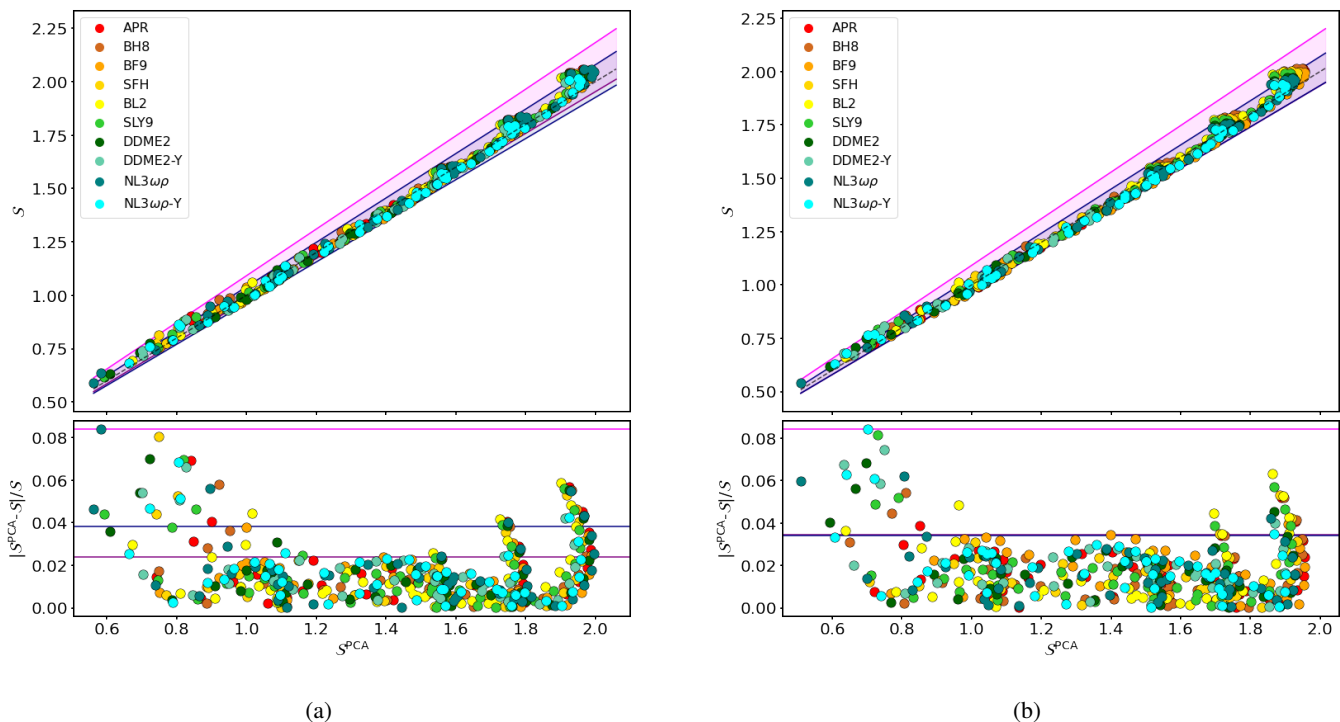 2.25
2.00
1.75
1.50
1.25
1.00
0.75
0.50
S
APR
BH8
BF9
SFH
BL2
SLY9
DDME2
DDME2-Y
NL3ωρ
NL3ωρ-Y
0.08
0.06
0.04
0.02
0.00
|S^PCA - S|/S
0.6 0.8 1.0 1.2 1.4 1.6 1.8 2.0
S^PCA
(a)
2.25
2.00
1.75
1.50
1.25
1.00
0.75
0.50
S
APR
BH8
BF9
SFH
BL2
SLY9
DDME2
DDME2-Y
NL3ωρ
NL3ωρ-Y
0.08
0.06
0.04
0.02
0.00
|S^PCA - S|/S
0.6 0.8 1.0 1.2 1.4 1.6 1.8 2.0
S^PCA
(b)